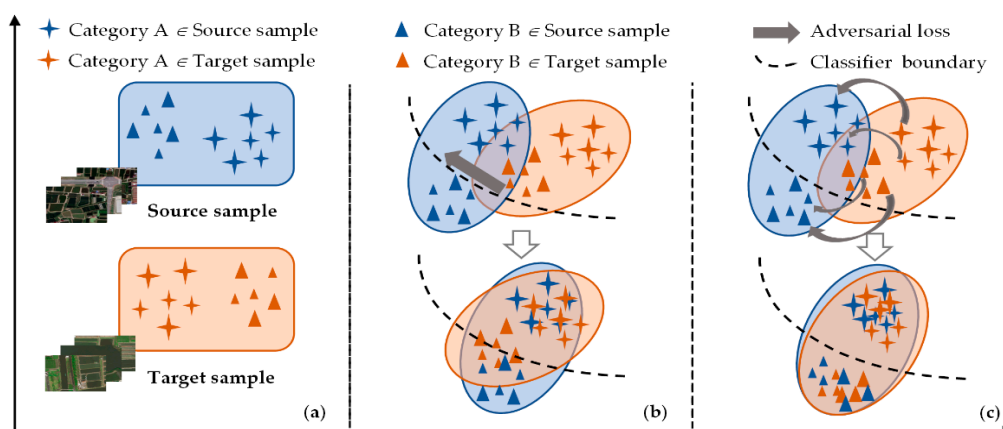 Category A ∈ Source sample
Category A ∈ Target sample
Category B ∈ Source sample
Category B ∈ Target sample
Adversarial loss
Classifier boundary
Source sample
Target sample
(a)
(b)
(c)